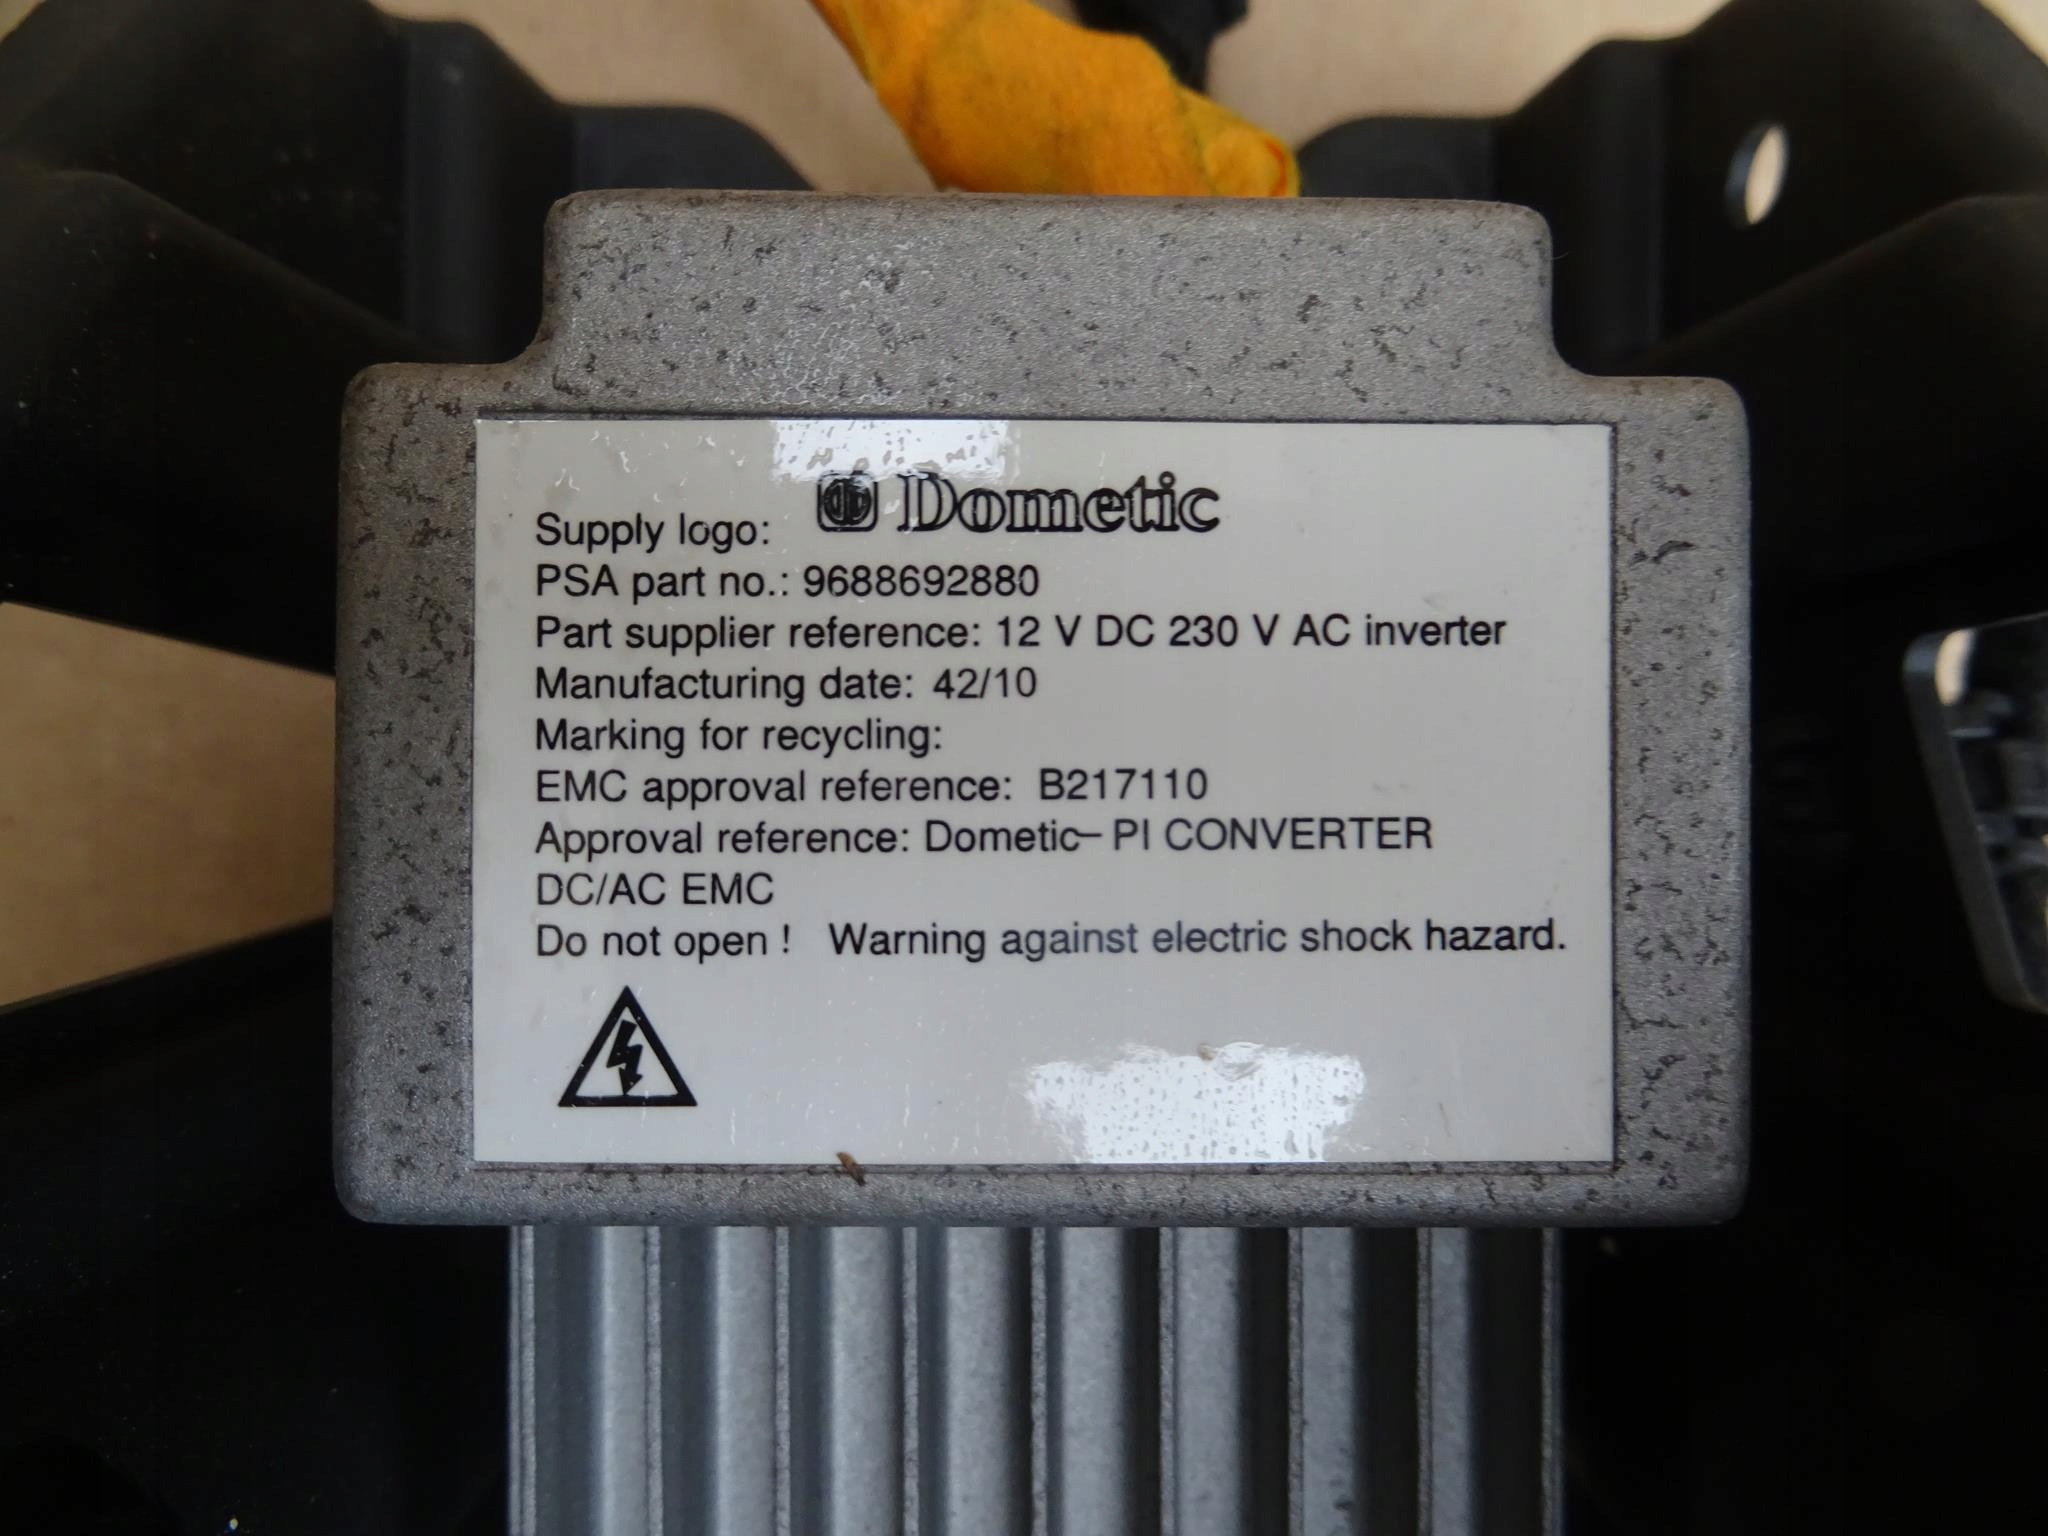 Supply logo: Dometic
PSA part no.: 9688692880
Part supplier reference: 12 V DC 230 V AC inverter
Manufacturing date: 42/10
Marking for recycling:
EMC approval reference: B217110
Approval reference: Dometic– PI CONVERTER
DC/AC EMC
Do not open ! Warning against electric shock hazard.